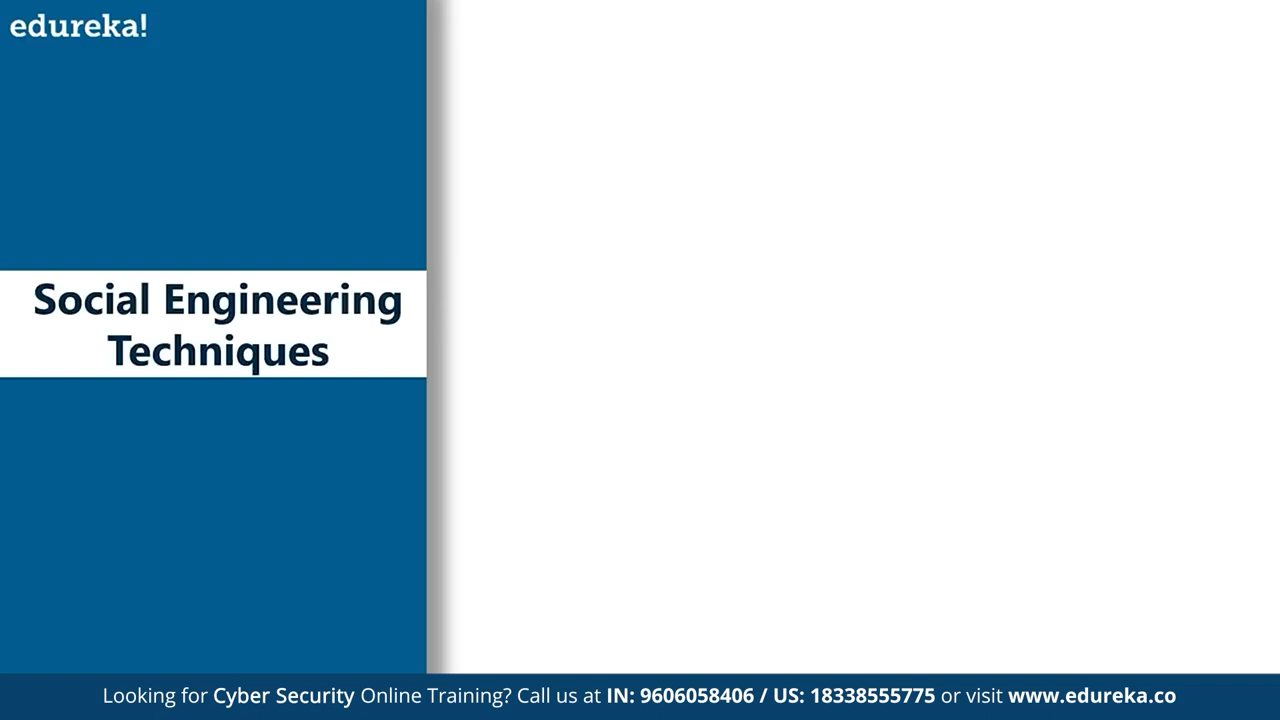 edureka!
Social Engineering
Techniques
Looking for Cyber Security Online Training? Call us at IN: 9606058406 / US: 18338555775 or visit www.edureka.co